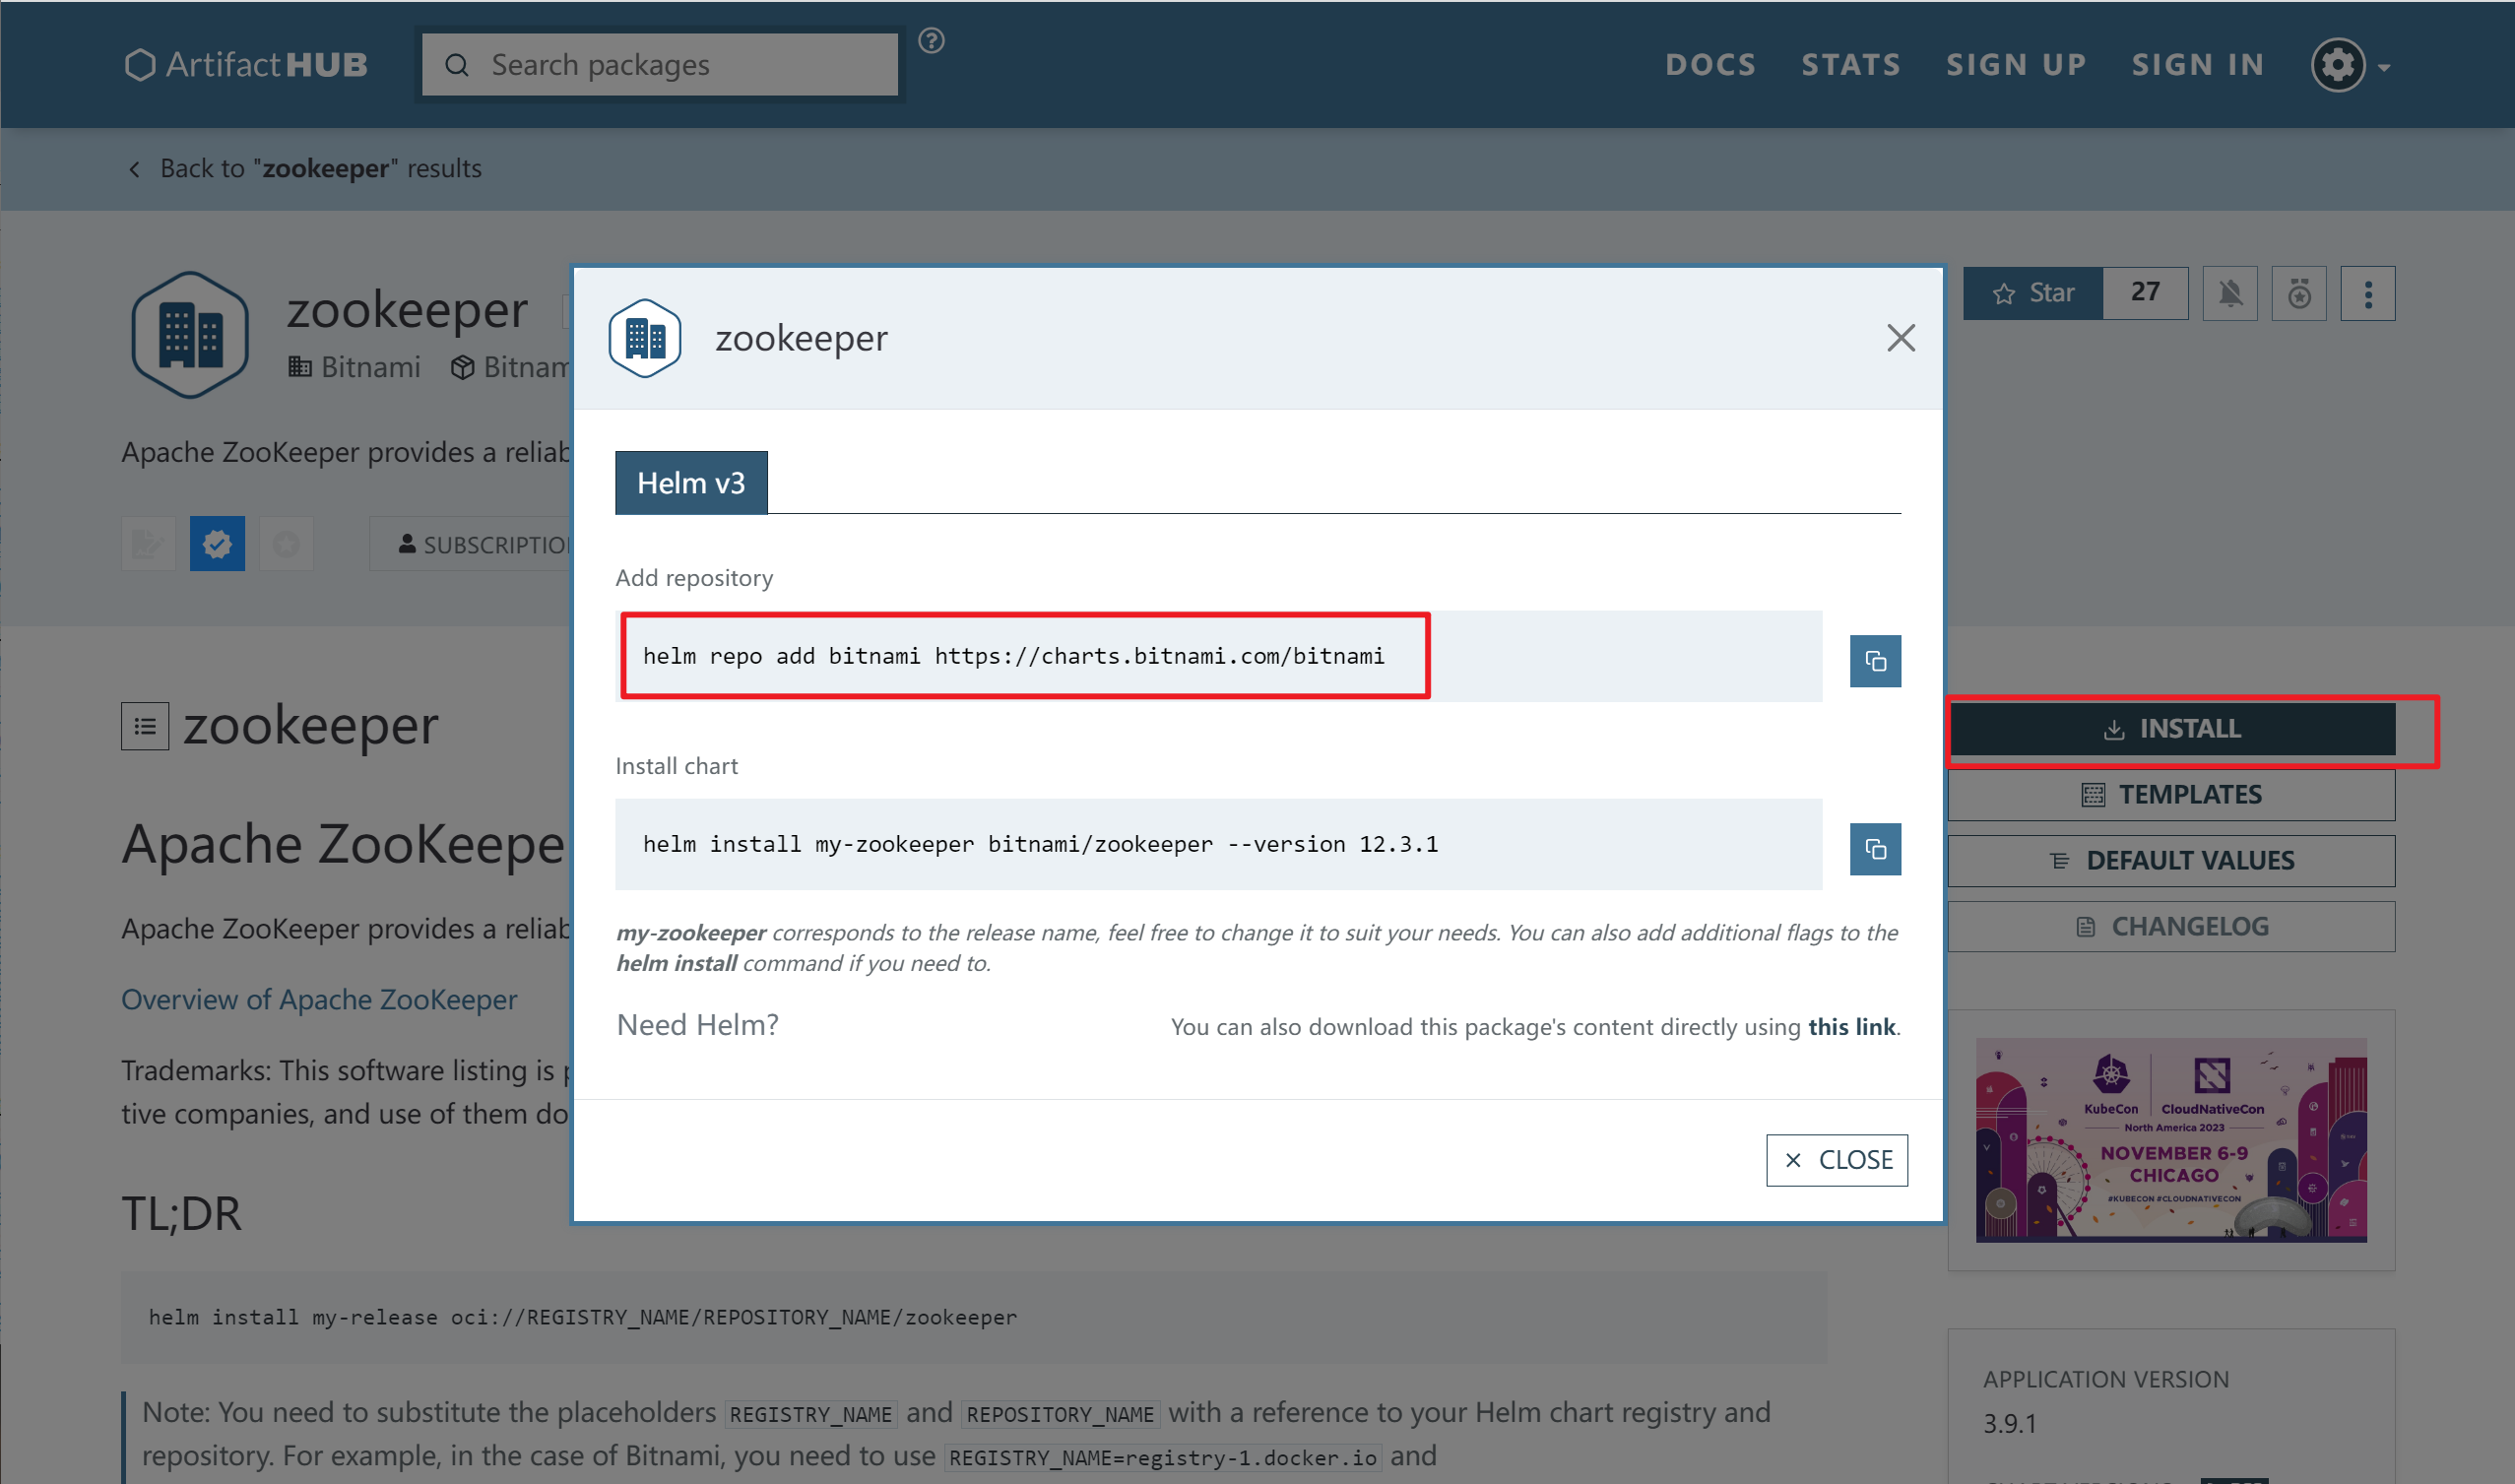 ArtifactHUB
Search packages
DOCS STATS SIGN UP SIGN IN
Back to "zookeeper" results
zookeeper
Bitnami Bitnam
Apache ZooKeeper provides a reliab
SUBSCRIPTION
Star 27
zookeeper
Helm v3
Add repository
helm repo add bitnami https://charts.bitnami.com/bitnami
Install chart
helm install my-zookeeper bitnami/zookeeper --version 12.3.1
my-zookeeper corresponds to the release name, feel free to change it to suit your needs. You can also add additional flags to the
helm install command if you need to.
Need Helm?
You can also download this package's content directly using this link.
CLOSE
zookeeper
Apache ZooKeepe
Apache ZooKeeper provides a reliab
Overview of Apache ZooKeeper
Trademarks: This software listing is p
tive companies, and use of them do
TL;DR
helm install my-release oci://REGISTRY_NAME/REPOSITORY_NAME/zookeeper
Note: You need to substitute the placeholders REGISTRY_NAME and REPOSITORY_NAME with a reference to your Helm chart registry and
repository. For example, in the case of Bitnami, you need to use REGISTRY_NAME=registry-1.docker.io and
INSTALL
TEMPLATES
DEFAULT VALUES
CHANGELOG
KubeCon CloudNativeCon
North America 2023
NOVEMBER 6-9
CHICAGO
#KUBECON #CLOUDNATIVECON
APPLICATION VERSION
3.9.1